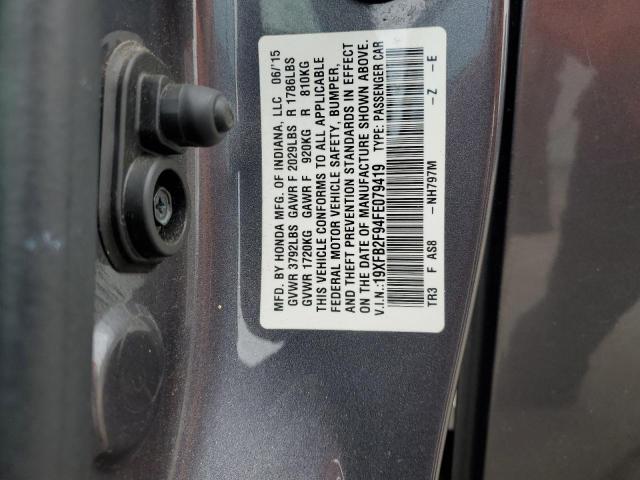 MFD. BY HONDA MFG. OF INDIANA, LLC 06/'15
GVWR 3792LBS GAWR F 2029LBS R 1786LBS
GVWR 1720KG GAWR F 920KG R 810KG
THIS VEHICLE CONFORMS TO ALL APPLICABLE
FEDERAL MOTOR VEHICLE SAFETY, BUMPER,
AND THEFT PREVENTION STANDARDS IN EFFECT
ON THE DATE OF MANUFACTURE SHOWN ABOVE.
V.I.N.:19XFB2F94FE079419 TYPE: PASSENGER CAR
TR3 F AS8 -NH797M -Z -E